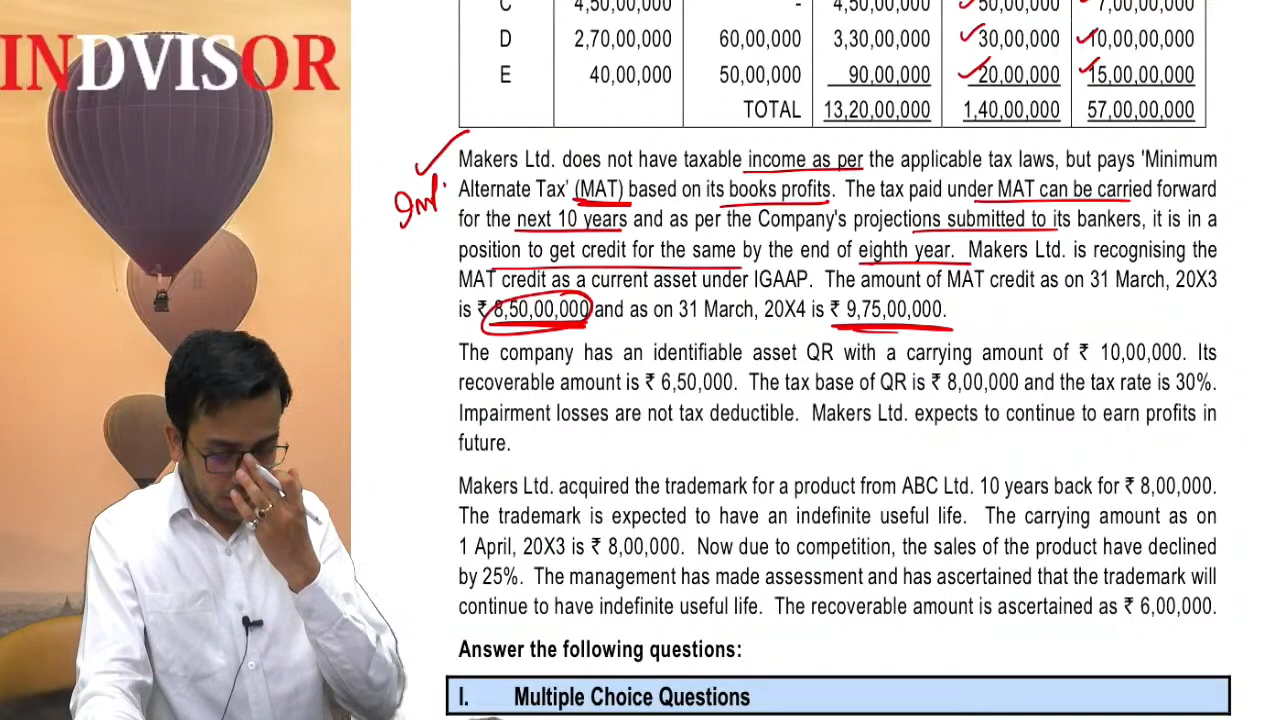 INDVISOR
C 4,50,00,000 - 4,50,00,000 50,00,000 7,00,00,000
D 2,70,00,000 60,00,000 3,30,00,000 30,00,000 10,00,00,000
E 40,00,000 50,00,000 90,00,000 20,00,000 15,00,00,000
TOTAL 13,20,00,000 1,40,00,000 57,00,00,000
Makers Ltd. does not have taxable income as per the applicable tax laws, but pays 'Minimum
Alternate Tax' (MAT) based on its books profits. The tax paid under MAT can be carried forward
for the next 10 years and as per the Company's projections submitted to its bankers, it is in a
position to get credit for the same by the end of eighth year. Makers Ltd. is recognising the
MAT credit as a current asset under IGAAP. The amount of MAT credit as on 31 March, 20X3
is ₹ 8,50,00,000 and as on 31 March, 20X4 is ₹ 9,75,00,000.
The company has an identifiable asset QR with a carrying amount of ₹ 10,00,000. Its
recoverable amount is ₹ 6,50,000. The tax base of QR is ₹ 8,00,000 and the tax rate is 30%.
Impairment losses are not tax deductible. Makers Ltd. expects to continue to earn profits in
future.
Makers Ltd. acquired the trademark for a product from ABC Ltd. 10 years back for ₹ 8,00,000.
The trademark is expected to have an indefinite useful life. The carrying amount as on
1 April, 20X3 is ₹ 8,00,000. Now due to competition, the sales of the product have declined
by 25%. The management has made assessment and has ascertained that the trademark will
continue to have indefinite useful life. The recoverable amount is ascertained as ₹ 6,00,000.
Answer the following questions:
I. Multiple Choice Questions